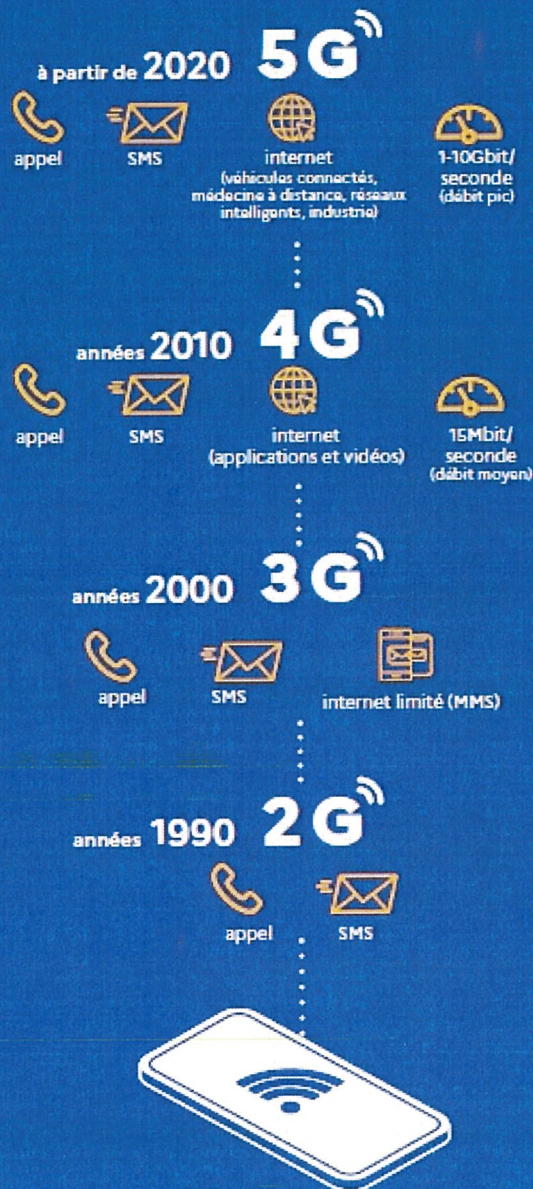 à partir de 2020 5G
appel
SMS
internet
(véhicules connectés,
médecine à distance, réseaux
intelligents, industrie)
1-10Gbit/
seconde
(débit pic)
années 2010 4G
appel
SMS
internet
(applications et vidéos)
15Mbit/
seconde
(débit moyen)
années 2000 3G
appel
SMS
internet limité (MMS)
années 1990 2G
appel
SMS